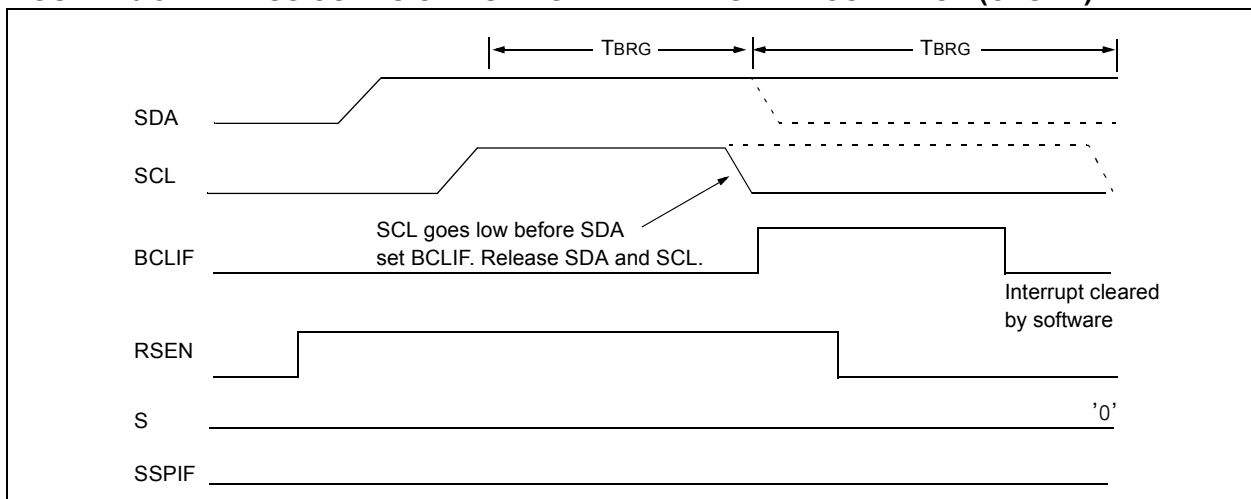 TBRG TBRG
SDA
SCL
SCL goes low before SDA
set BCLIF. Release SDA and SCL.
BCLIF
Interrupt cleared
by software
RSEN
S '0'
SSPIF